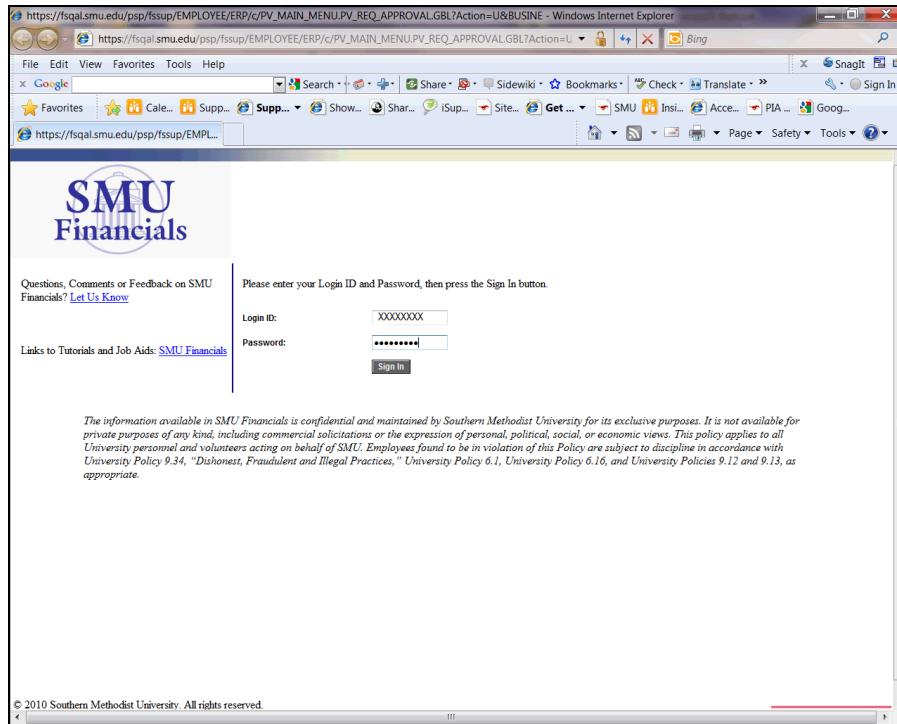 https://fsqal.smu.edu/psp/fssup/EMPLOYEE/ERP/c/PV_MAIN_MENU.PV_REQ_APPROVAL.GBL?Action=U&BUSINE - Windows Internet Explorer
https://fsqal.smu.edu/psp/fssup/EMPLOYEE/ERP/c/PV_MAIN_MENU.PV_REQ_APPROVAL.GBL?Action=U
Bing
File Edit View Favorites Tools Help
x SnagIt
x Google Search Share Sidewiki Bookmarks Check Translate » Sign In
Favorites Cale... Supp... Supp... Show... Shar... iSup... Site... Get ... SMU Insi... Acce... PIA ... Goog...
https://fsqal.smu.edu/psp/fssup/EMPL...
Page Safety Tools
SMU
Financials
Questions, Comments or Feedback on SMU
Financials? Let Us Know
Links to Tutorials and Job Aids: SMU Financials
Please enter your Login ID and Password, then press the Sign In button.
Login ID: XXXXXXXX
Password: •••••••••
Sign In
The information available in SMU Financials is confidential and maintained by Southern Methodist University for its exclusive purposes. It is not available for
private purposes of any kind, including commercial solicitations or the expression of personal, political, social, or economic views. This policy applies to all
University personnel and volunteers acting on behalf of SMU. Employees found to be in violation of this Policy are subject to discipline in accordance with
University Policy 9.34, “Dishonest, Fraudulent and Illegal Practices,” University Policy 6.1, University Policy 6.16, and University Policies 9.12 and 9.13, as
appropriate.
© 2010 Southern Methodist University. All rights reserved.